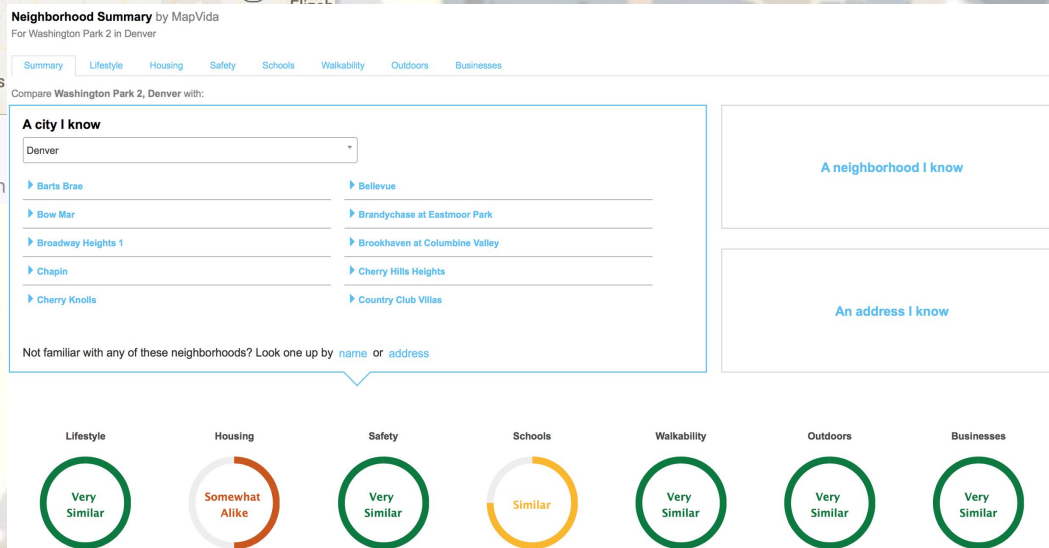 Neighborhood Summary by MapVida
For Washington Park 2 in Denver
Summary Lifestyle Housing Safety Schools Walkability Outdoors Businesses
Compare Washington Park 2, Denver with:
A city I know
Denver
Barts Brae
Bellevue
Bow Mar
Brandychase at Eastmoor Park
Broadway Heights 1
Brookhaven at Columbine Valley
Chapin
Cherry Hills Heights
Cherry Knolls
Country Club Villas
Not familiar with any of these neighborhoods? Look one up by name or address
A neighborhood I know
An address I know
Lifestyle
Very
Similar
Housing
Somewhat
Alike
Safety
Very
Similar
Schools
Similar
Walkability
Very
Similar
Outdoors
Very
Similar
Businesses
Very
Similar